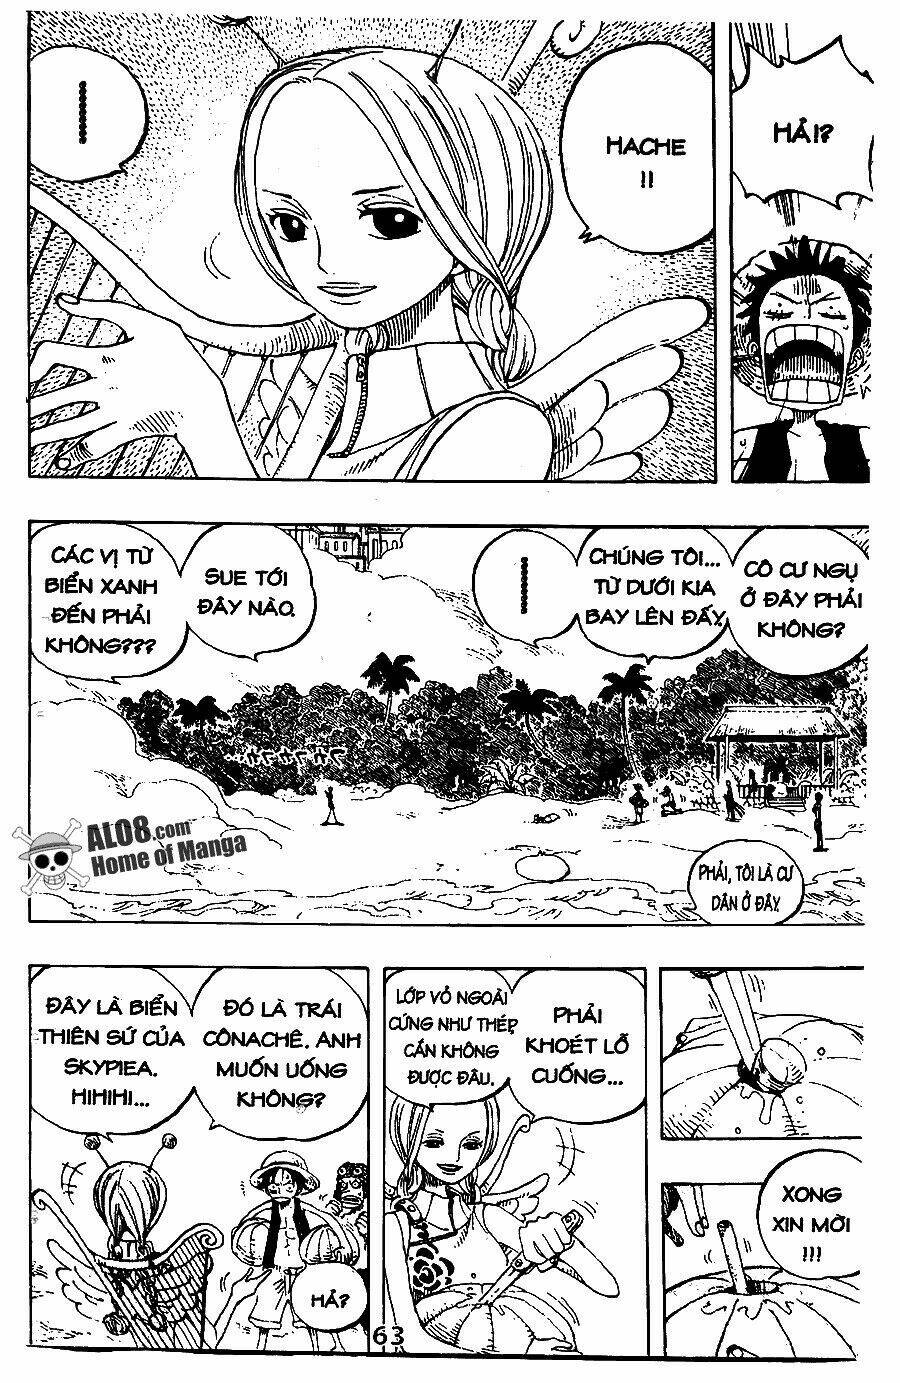 ⋮
HACHE
!!
HẢI?
CÁC VỊ TỪ
BIỂN XANH
ĐẾN PHẢI
KHÔNG???
SUE TỚI
ĐÂY NÀO.
⋮
CHÚNG TÔI...
TỪ DƯỚI KIA
BAY LÊN ĐẤY.
CÔ CƯ NGỤ
Ở ĐÂY PHẢI
KHÔNG?
PHẢI, TÔI LÀ CƯ
DÂN Ở ĐÂY.
ALO8.com
Home of Manga
ĐÂY LÀ BIỂN
THIÊN SỨ CỦA
SKYPIEA.
HIHIHI...
ĐÓ LÀ TRÁI
CÔNACHÊ. ANH
MUỐN UỐNG
KHÔNG?
HẢ?
LỚP VỎ NGOÀI
CỨNG NHƯ THÉP
CẮN KHÔNG
ĐƯỢC ĐÂU.
PHẢI
KHOÉT LỖ
CUỐNG...
XONG
XIN MỜI
!!!
63